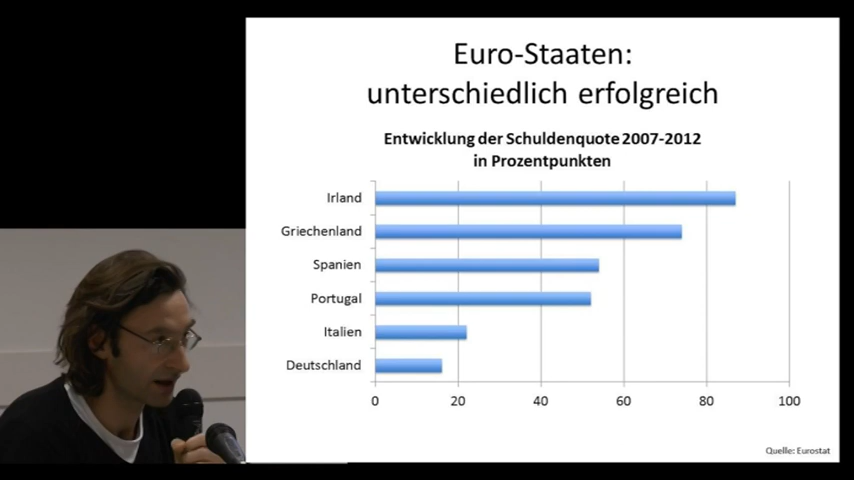 Euro-Staaten:
unterschiedlich erfolgreich
Entwicklung der Schuldenquote 2007-2012
in Prozentpunkten
Irland
Griechenland
Spanien
Portugal
Italien
Deutschland
0 20 40 60 80 100
Quelle: Eurostat